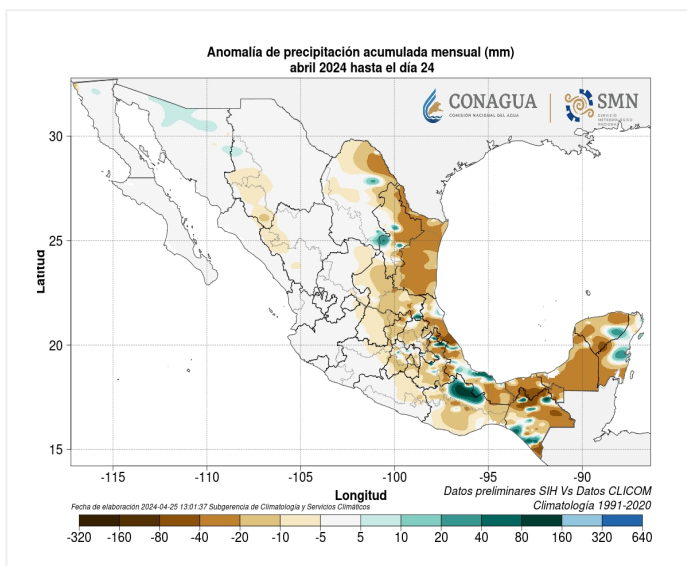 Anomalía de precipitación acumulada mensual (mm)
abril 2024 hasta el día 24
CONAGUA
COMISIÓN NACIONAL DEL AGUA
SMN
SERVICIO
METEOROLÓGICO
NACIONAL
30
25
20
15
Latitud
-115
-110
-105
-100
-95
-90
Longitud
Datos preliminares SIH Vs Datos CLICOM
Fecha de elaboración 2024-04-25 13:01:37 Subgerencia de Climatología y Servicios Climáticos
Climatología 1991-2020
-320 -160 -80 -40 -20 -10 -5 5 10 20 40 80 160 320 640